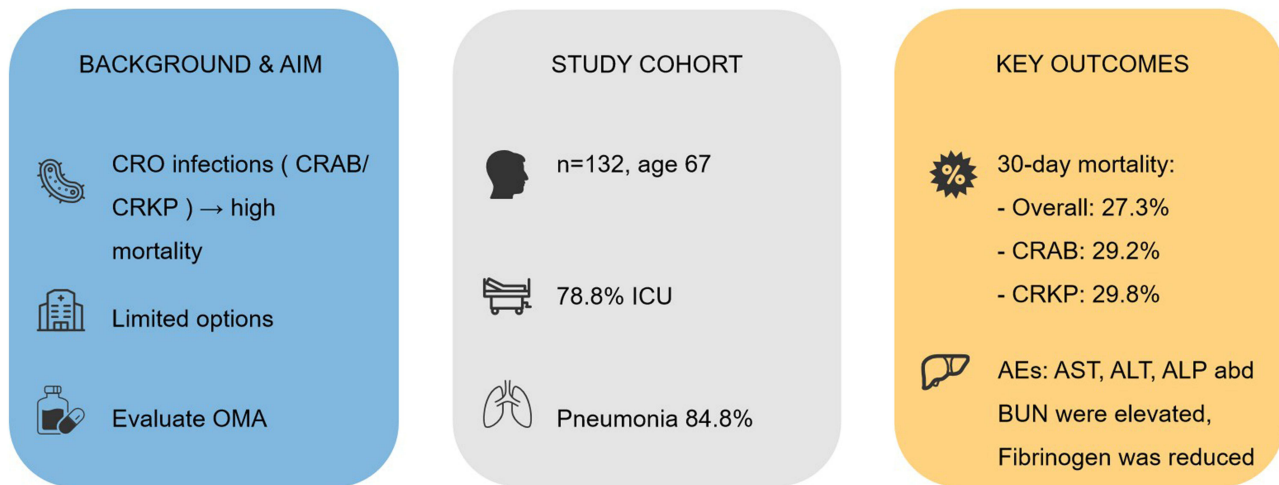 BACKGROUND & AIM
CRO infections ( CRAB/
CRKP ) → high
mortality
Limited options
Evaluate OMA
STUDY COHORT
n=132, age 67
78.8% ICU
Pneumonia 84.8%
KEY OUTCOMES
%
30-day mortality:
- Overall: 27.3%
- CRAB: 29.2%
- CRKP: 29.8%
AEs: AST, ALT, ALP abd
BUN were elevated,
Fibrinogen was reduced